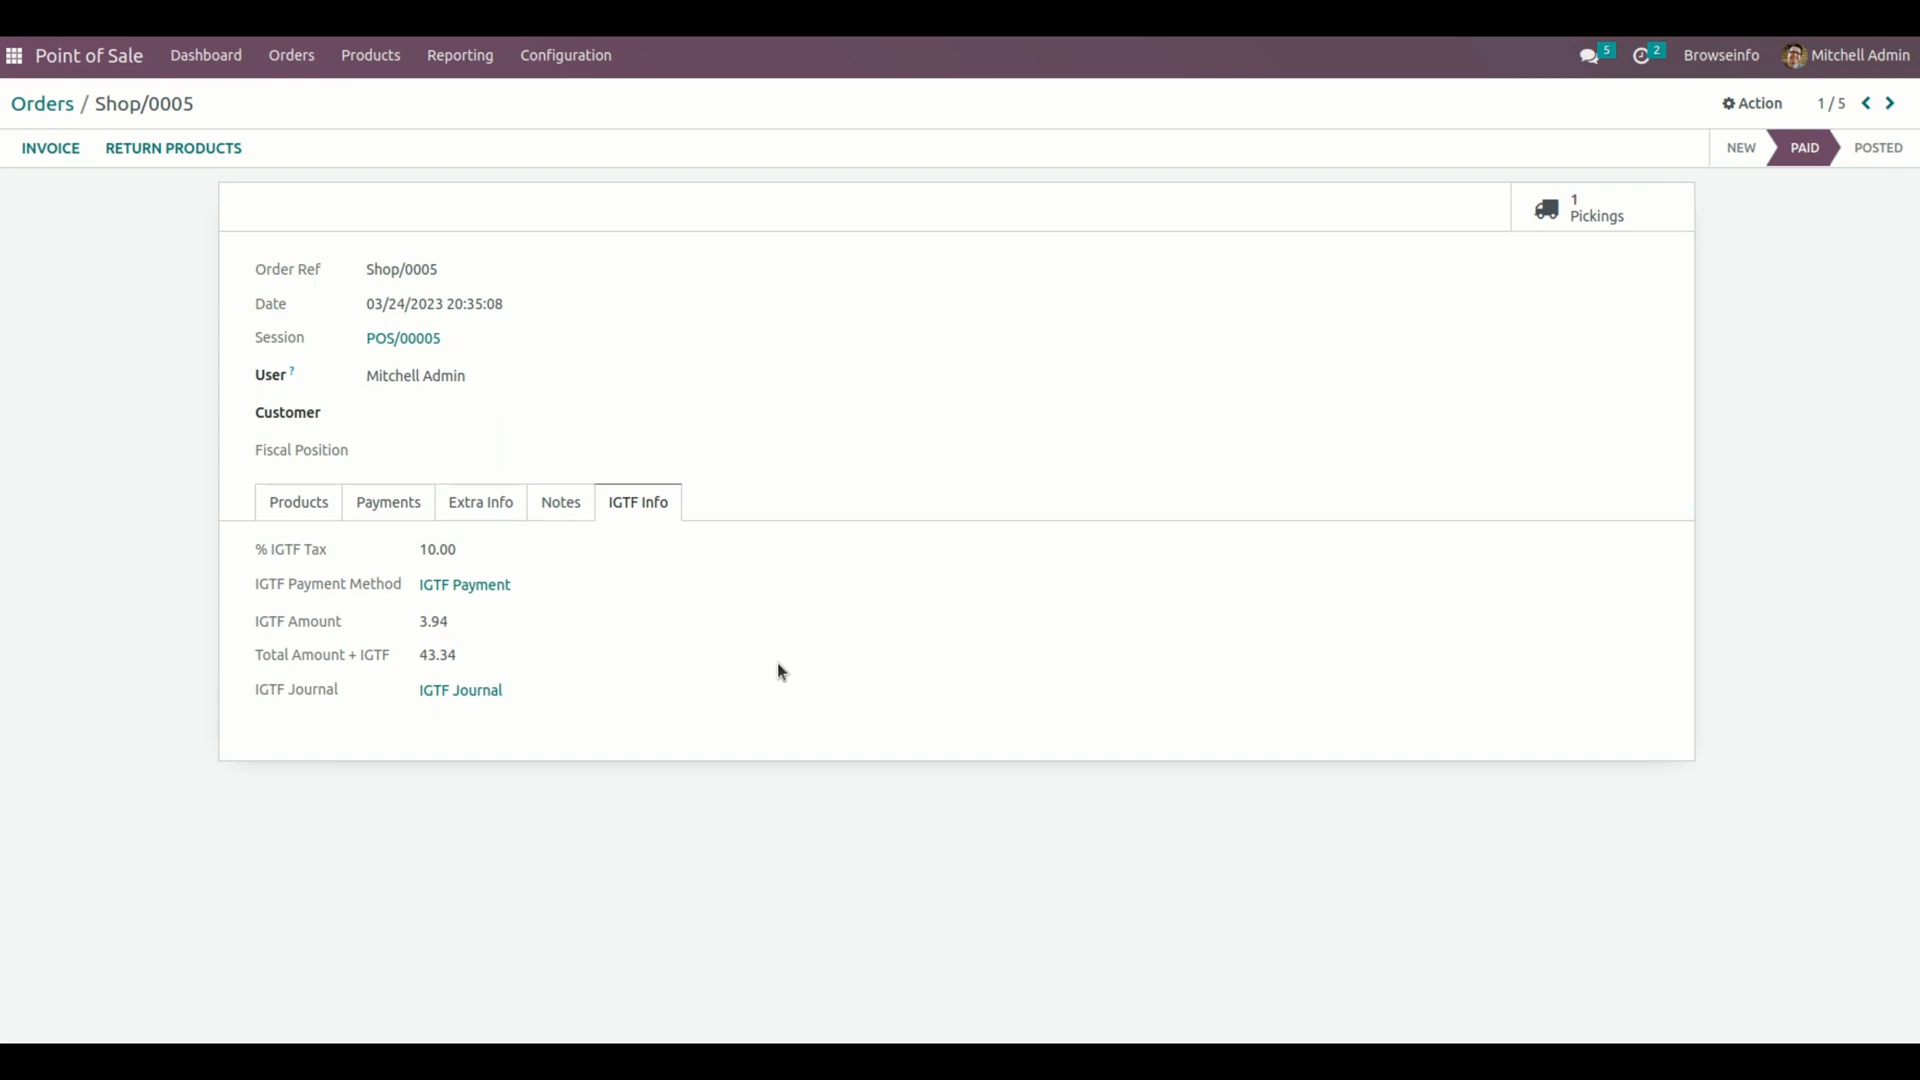 Point of Sale Dashboard Orders Products Reporting Configuration 5 2 Browseinfo Mitchell Admin
Orders / Shop/0005 Action 1 / 5
INVOICE RETURN PRODUCTS NEW PAID POSTED
1
Pickings
Order Ref Shop/0005
Date 03/24/2023 20:35:08
Session POS/00005
User ? Mitchell Admin
Customer
Fiscal Position
Products Payments Extra Info Notes IGTF Info
% IGTF Tax 10.00
IGTF Payment Method IGTF Payment
IGTF Amount 3.94
Total Amount + IGTF 43.34
IGTF Journal IGTF Journal